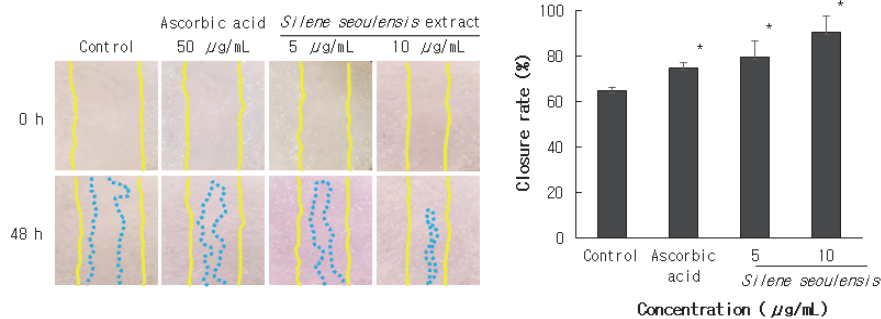 Control
Ascorbic acid
50 μg/mL
Silene seoulensis extract
5 μg/mL
10 μg/mL
0 h
48 h
Closure rate (%)
100
80
60
40
20
0
*
*
*
Control
Ascorbic
acid
5
10
Silene seoulensis
Concentration (μg/mL)